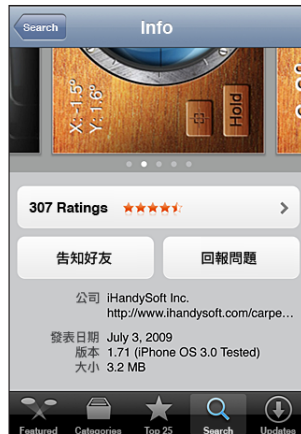 Search
Info
X:-1.5°
Y: 1.6°
Hold
307 Ratings
告知好友
回報問題
公司 iHandySoft Inc.
http://www.ihandysoft.com/carpe...
發表日期 July 3, 2009
版本 1.71 (iPhone OS 3.0 Tested)
大小 3.2 MB
Featured
Categories
Top 25
Search
Updates